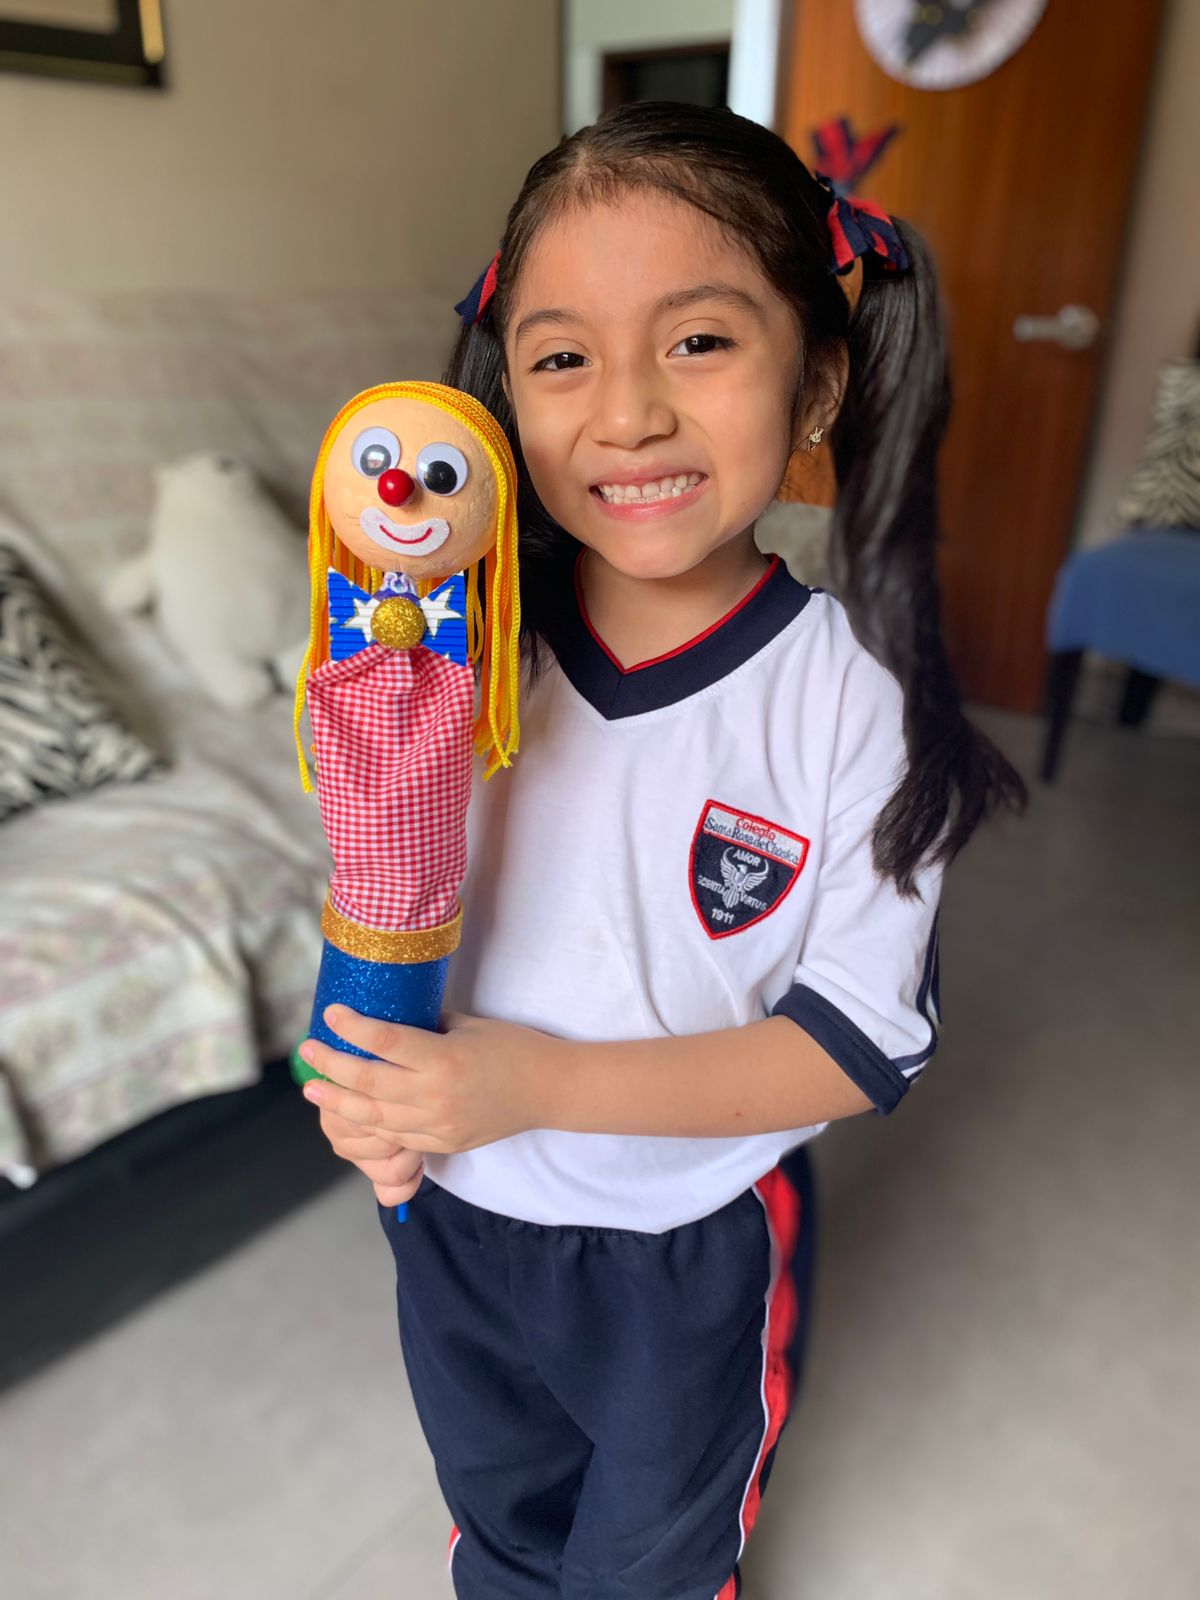 Colegio
Santa Rosa de Chosica
AMOR
SCIENTIA VIRTUS
1911